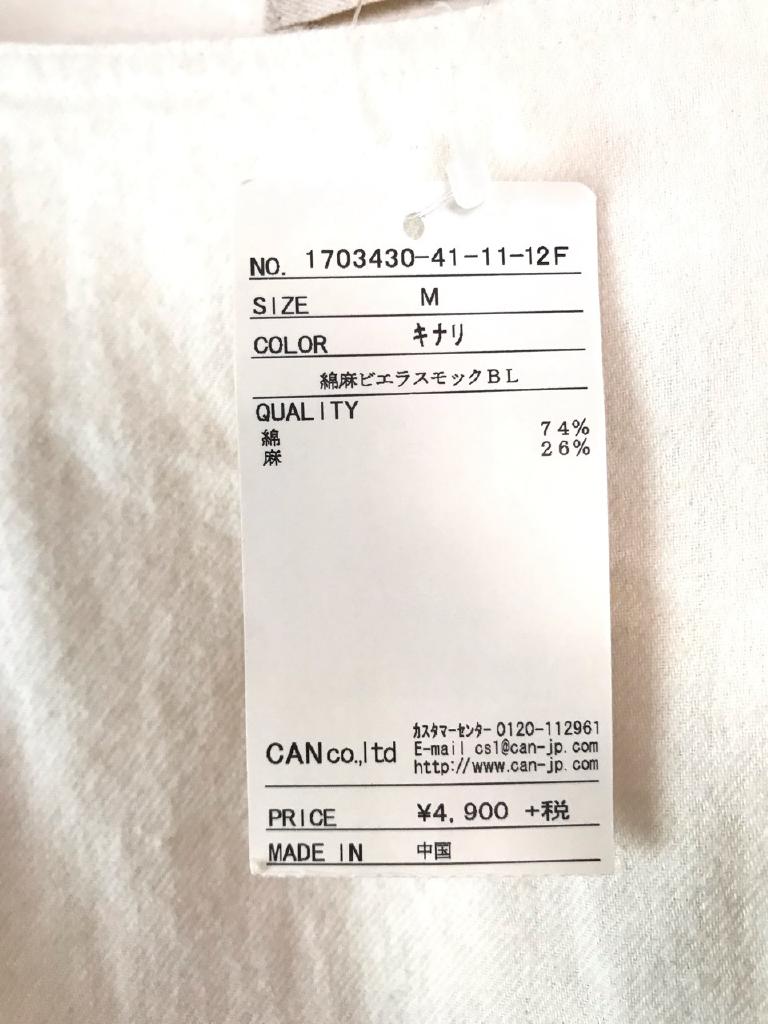 NO. 1703430-41-11-12F
SIZE M
COLOR キナリ
綿麻ビエラスモックBL
QUALITY
綿 74%
麻 26%
CAN co.,ltd
カスタマーセンター 0120-112961
E-mail cs1@can-jp.com
http://www.can-jp.com
PRICE ¥4,900 +税
MADE IN 中国